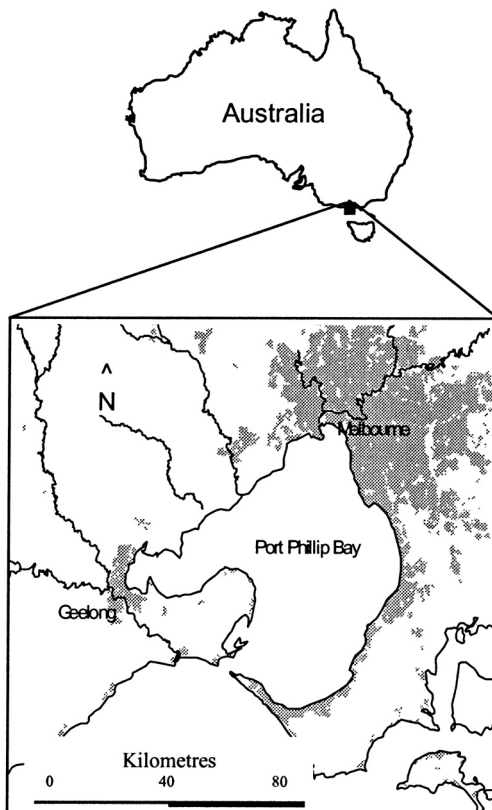 Australia
^
N
Melbourne
Port Phillip Bay
Geelong
Kilometres
0 40 80